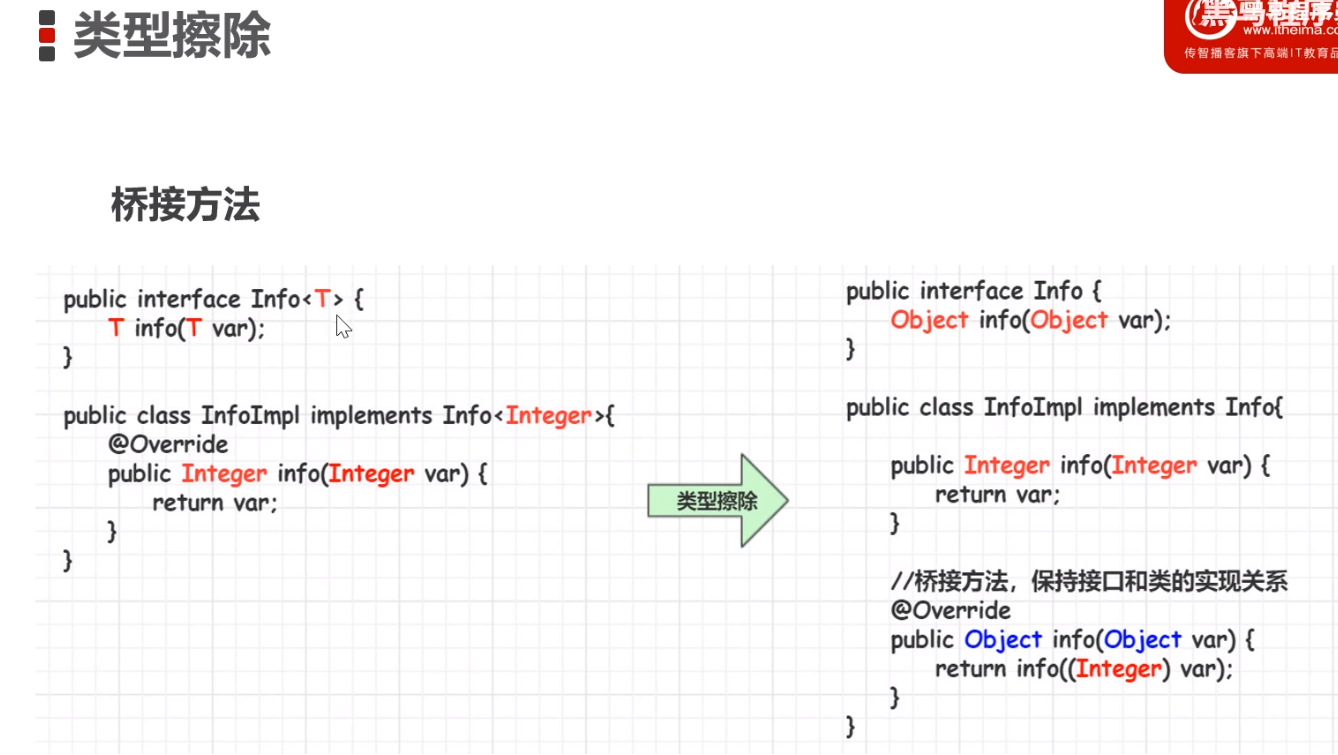 类型擦除
黑马程序
www.itheima.co
传智播客旗下高端IT教育品
桥接方法
public interface Info<T> {
T info(T var);
}
public class InfoImpl implements Info<Integer>{
@Override
public Integer info(Integer var) {
return var;
}
}
类型擦除
public interface Info {
Object info(Object var);
}
public class InfoImpl implements Info{
public Integer info(Integer var) {
return var;
}
//桥接方法，保持接口和类的实现关系
@Override
public Object info(Object var) {
return info((Integer) var);
}
}